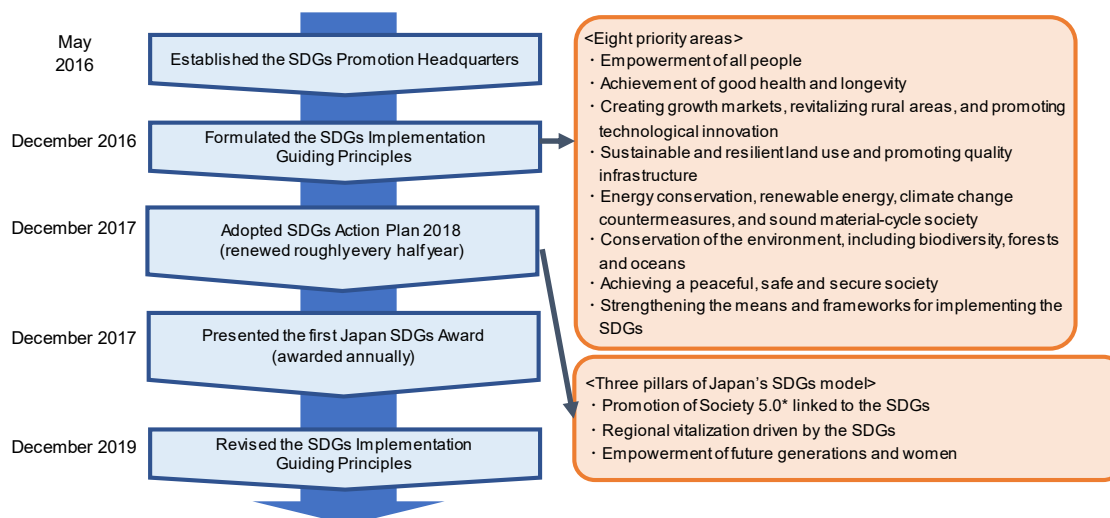 May
2016
Established the SDGs Promotion Headquarters
December 2016
Formulated the SDGs Implementation
Guiding Principles
December 2017
Adopted SDGs Action Plan 2018
(renewed roughly every half year)
December 2017
Presented the first Japan SDGs Award
(awarded annually)
December 2019
Revised the SDGs Implementation
Guiding Principles
<Eight priority areas>
・Empowerment of all people
・Achievement of good health and longevity
・Creating growth markets, revitalizing rural areas, and promoting
technological innovation
・Sustainable and resilient land use and promoting quality
infrastructure
・Energy conservation, renewable energy, climate change
countermeasures, and sound material-cycle society
・Conservation of the environment, including biodiversity, forests
and oceans
・Achieving a peaceful, safe and secure society
・Strengthening the means and frameworks for implementing the
SDGs
<Three pillars of Japan's SDGs model>
・Promotion of Society 5.0* linked to the SDGs
・Regional vitalization driven by the SDGs
・Empowerment of future generations and women